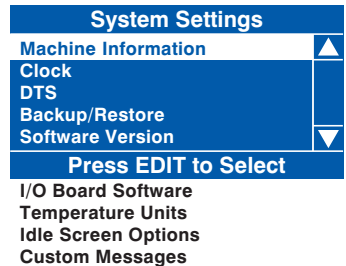 System Settings
Machine Information
Clock
DTS
Backup/Restore
Software Version
Press EDIT to Select
I/O Board Software
Temperature Units
Idle Screen Options
Custom Messages